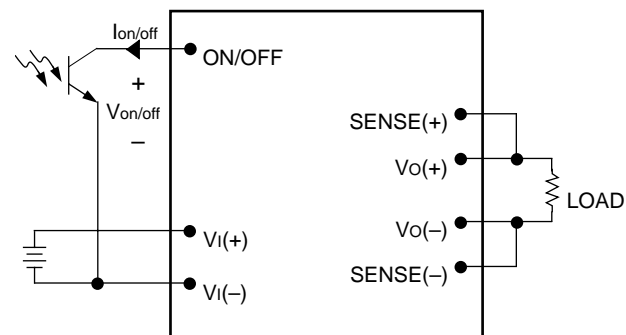 Ion/off
ON/OFF
+
Von/off
–
SENSE(+)
VO(+)
LOAD
VO(–)
SENSE(–)
VI(+)
VI(–)